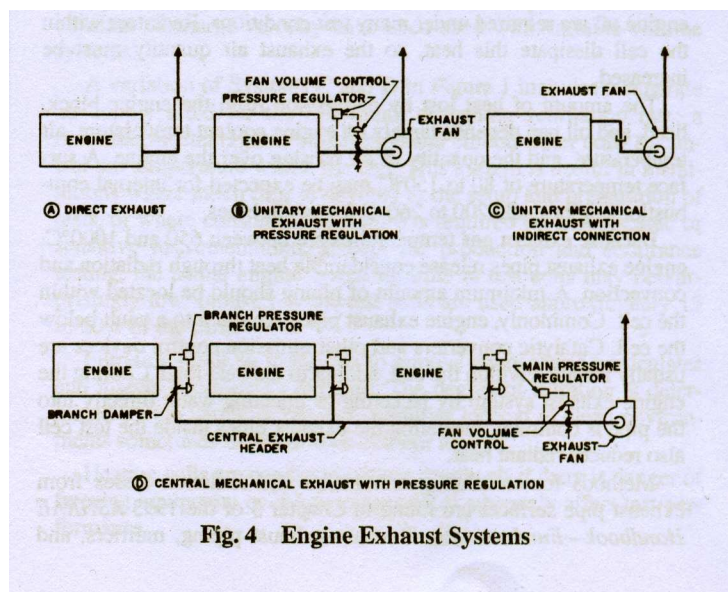 FAN VOLUME CONTROL
PRESSURE REGULATOR
EXHAUST FAN
ENGINE
ENGINE
EXHAUST
FAN
ENGINE
Ⓐ DIRECT EXHAUST
Ⓑ UNITARY MECHANICAL
EXHAUST WITH
PRESSURE REGULATION
Ⓒ UNITARY MECHANICAL
EXHAUST WITH
INDIRECT CONNECTION
BRANCH PRESSURE
REGULATOR
ENGINE
ENGINE
ENGINE
MAIN PRESSURE
REGULATOR
BRANCH DAMPER
CENTRAL EXHAUST
HEADER
FAN VOLUME
CONTROL
EXHAUST
FAN
Ⓓ CENTRAL MECHANICAL EXHAUST WITH PRESSURE REGULATION
Fig. 4 Engine Exhaust Systems